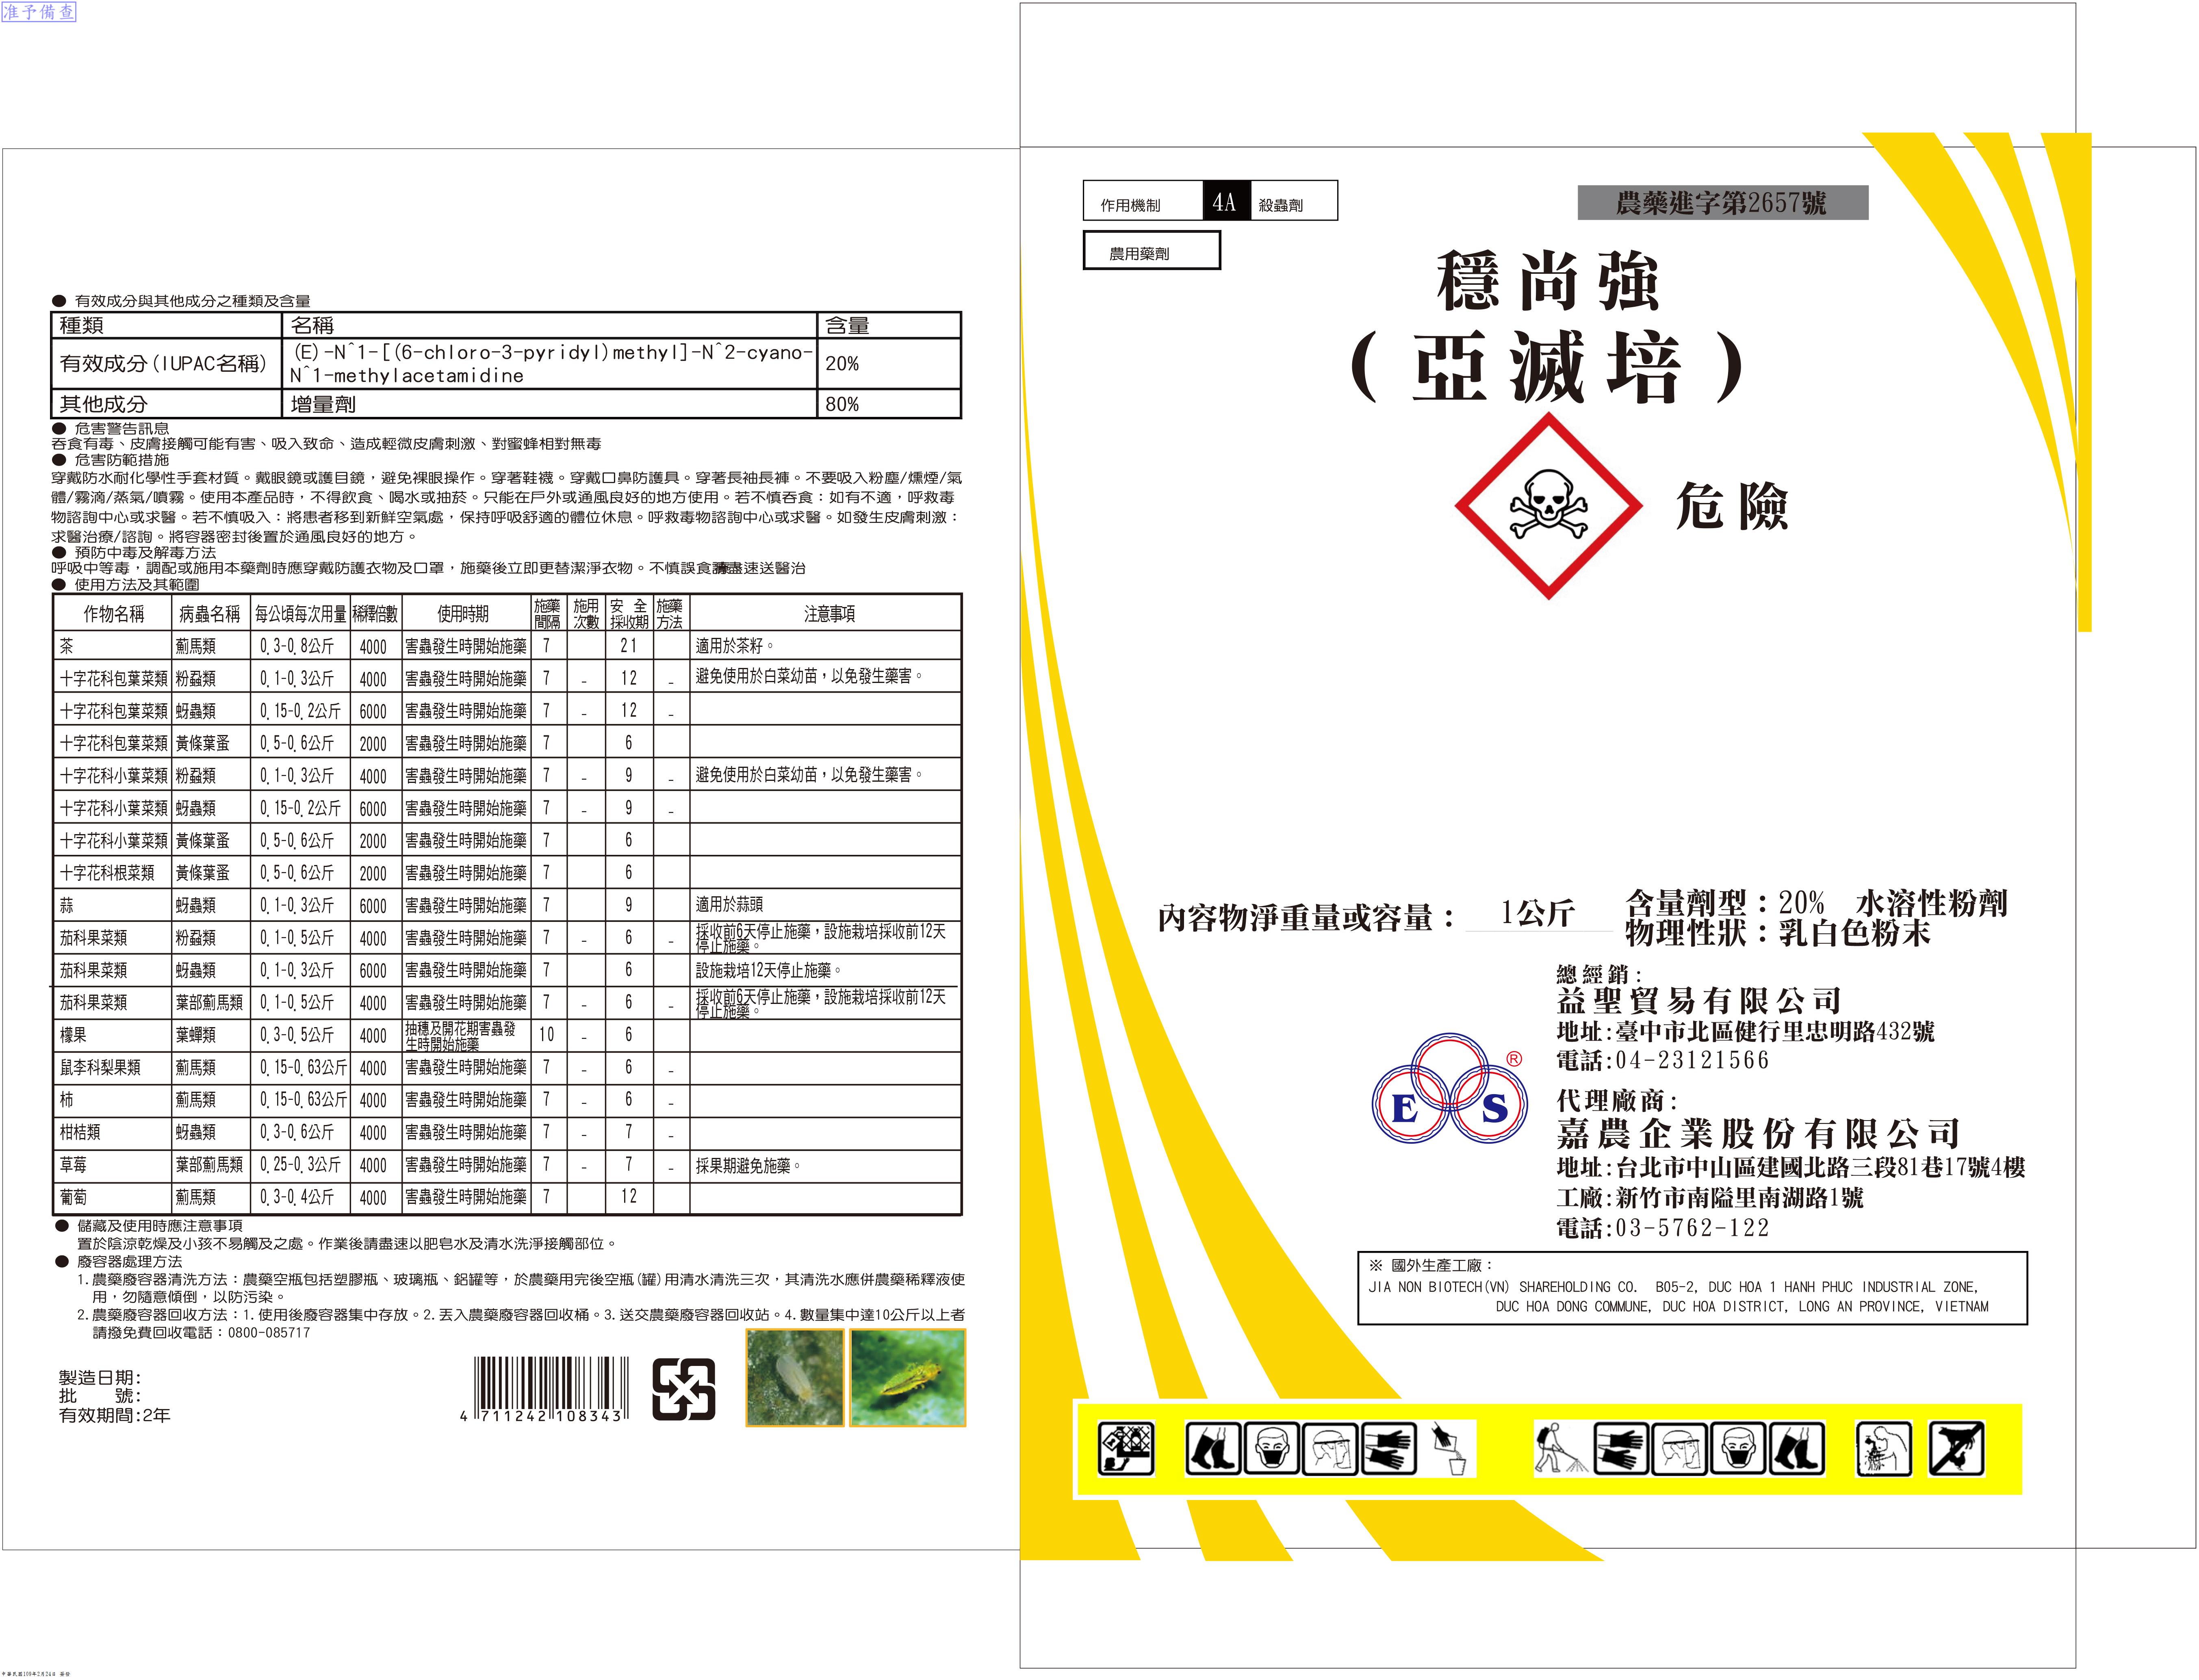 准予備查
● 有效成分與其他成分之種類及含量
種類 名稱 含量
有效成分(IUPAC名稱) (E)-N^1-[(6-chloro-3-pyridyl)methyl]-N^2-cyano-N^1-methylacetamidine 20%
其他成分 增量劑 80%
● 危害警告訊息
吞食有毒、皮膚接觸可能有害、吸入致命、造成輕微皮膚刺激、對蜜蜂相對無毒
● 危害防範措施
穿戴防水耐化學性手套材質。戴眼鏡或護目鏡，避免裸眼操作。穿著鞋襪。穿戴口鼻防護具。穿著長袖長褲。不要吸入粉塵/燻煙/氣
體/霧滴/蒸氣/噴霧。使用本產品時，不得飲食、喝水或抽菸。只能在戶外或通風良好的地方使用。若不慎吞食：如有不適，呼救毒
物諮詢中心或求醫。若不慎吸入：將患者移到新鮮空氣處，保持呼吸舒適的體位休息。呼救毒物諮詢中心或求醫。如發生皮膚刺激：
求醫治療/諮詢。將容器密封後置於通風良好的地方。
● 預防中毒及解毒方法
呼吸中等毒，調配或施用本藥劑時應穿戴防護衣物及口罩，施藥後立即更替潔淨衣物。不慎誤食請盡速送醫治
● 使用方法及其範圍
作物名稱 病蟲名稱 每公頃每次用量 稀釋倍數 使用時期 施藥間隔 施用次數 安全採收期 施藥方法 注意事項
茶 薊馬類 0.3-0.8公斤 4000 害蟲發生時開始施藥 7 21 適用於茶籽。
十字花科包葉菜類 粉蝨類 0.1-0.3公斤 4000 害蟲發生時開始施藥 7 - 12 - 避免使用於白菜幼苗，以免發生藥害。
十字花科包葉菜類 蚜蟲類 0.15-0.2公斤 6000 害蟲發生時開始施藥 7 - 12 -
十字花科包葉菜類 黃條葉蚤 0.5-0.6公斤 2000 害蟲發生時開始施藥 7 6
十字花科小葉菜類 粉蝨類 0.1-0.3公斤 4000 害蟲發生時開始施藥 7 - 9 - 避免使用於白菜幼苗，以免發生藥害。
十字花科小葉菜類 蚜蟲類 0.15-0.2公斤 6000 害蟲發生時開始施藥 7 - 9 -
十字花科小葉菜類 黃條葉蚤 0.5-0.6公斤 2000 害蟲發生時開始施藥 7 6
十字花科根菜類 黃條葉蚤 0.5-0.6公斤 2000 害蟲發生時開始施藥 7 6
蒜 蚜蟲類 0.1-0.3公斤 6000 害蟲發生時開始施藥 7 9 適用於蒜頭
茄科果菜類 粉蝨類 0.1-0.5公斤 4000 害蟲發生時開始施藥 7 - 6 - 採收前6天停止施藥，設施栽培採收前12天停止施藥。
茄科果菜類 蚜蟲類 0.1-0.3公斤 6000 害蟲發生時開始施藥 7 6 設施栽培12天停止施藥。
茄科果菜類 葉部薊馬類 0.1-0.5公斤 4000 害蟲發生時開始施藥 7 - 6 - 採收前6天停止施藥，設施栽培採收前12天停止施藥。
檬果 葉蟬類 0.3-0.5公斤 4000 抽穗及開花期害蟲發生時開始施藥 10 - 6
鼠李科梨果類 薊馬類 0.15-0.63公斤 4000 害蟲發生時開始施藥 7 - 6 -
柿 薊馬類 0.15-0.63公斤 4000 害蟲發生時開始施藥 7 - 6 -
柑桔類 蚜蟲類 0.3-0.6公斤 4000 害蟲發生時開始施藥 7 - 7 -
草莓 葉部薊馬類 0.25-0.3公斤 4000 害蟲發生時開始施藥 7 - 7 - 採果期避免施藥。
葡萄 薊馬類 0.3-0.4公斤 4000 害蟲發生時開始施藥 7 12
● 儲藏及使用時應注意事項
置於陰涼乾燥及小孩不易觸及之處。作業後請盡速以肥皂水及清水洗淨接觸部位。
● 廢容器處理方法
1.農藥廢容器清洗方法：農藥空瓶包括塑膠瓶、玻璃瓶、鋁罐等，於農藥用完後空瓶(罐)用清水清洗三次，其清洗水應併農藥稀釋液使
用，勿隨意傾倒，以防污染。
2.農藥廢容器回收方法：1.使用後廢容器集中存放。2.丟入農藥廢容器回收桶。3.送交農藥廢容器回收站。4.數量集中達10公斤以上者
請撥免費回收電話：0800-085717
製造日期:
批 號:
有效期間:2年
4 711242 108343
作用機制 4A 殺蟲劑
農用藥劑
農藥進字第2657號
穩尚強
(亞滅培)
危險
內容物淨重量或容量： 1公斤
含量劑型：20% 水溶性粉劑
物理性狀：乳白色粉末
總經銷:
益聖貿易有限公司
地址:臺中市北區健行里忠明路432號
電話:04-23121566
E S ®
代理廠商:
嘉農企業股份有限公司
地址:台北市中山區建國北路三段81巷17號4樓
工廠:新竹市南隘里南湖路1號
電話:03-5762-122
※ 國外生產工廠：
JIA NON BIOTECH(VN) SHAREHOLDING CO. B05-2, DUC HOA 1 HANH PHUC INDUSTRIAL ZONE,
DUC HOA DONG COMMUNE, DUC HOA DISTRICT, LONG AN PROVINCE, VIETNAM